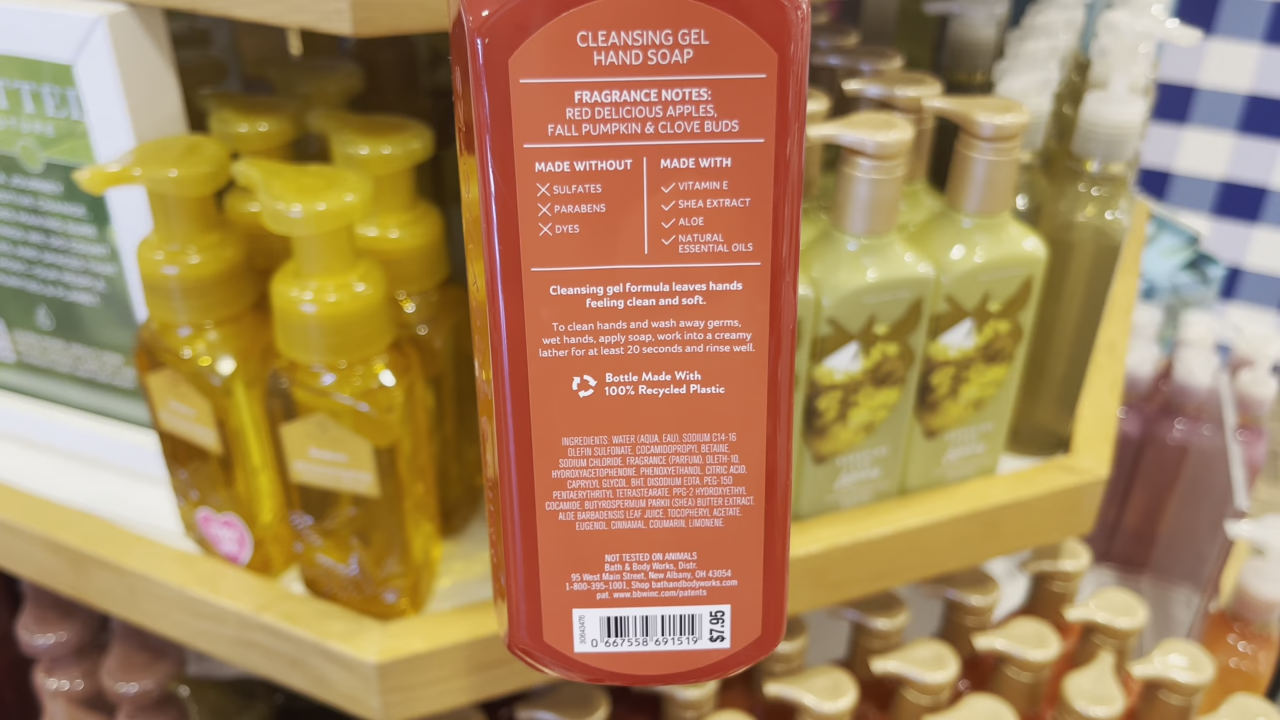 CLEANSING GEL
HAND SOAP
FRAGRANCE NOTES:
RED DELICIOUS APPLES,
FALL PUMPKIN & CLOVE BUDS
MADE WITHOUT
SULFATES
PARABENS
DYES
MADE WITH
VITAMIN E
SHEA EXTRACT
ALOE
NATURAL
ESSENTIAL OILS
Cleansing gel formula leaves hands
feeling clean and soft.
To clean hands and wash away germs,
wet hands, apply soap, work into a creamy
lather for at least 20 seconds and rinse well.
Bottle Made With
100% Recycled Plastic
INGREDIENTS: WATER (AQUA, EAU), SODIUM C14-16
OLEFIN SULFONATE, COCAMIDOPROPYL BETAINE,
SODIUM CHLORIDE, FRAGRANCE (PARFUM), OLETH-10,
HYDROXYACETOPHENONE, PHENOXYETHANOL, CITRIC ACID,
CAPRYLYL GLYCOL, BHT, DISODIUM EDTA, PEG-150
PENTAERYTHRITYL TETRASTEARATE, PPG-2 HYDROXYETHYL
COCAMIDE, BUTYROSPERMUM PARKII (SHEA) BUTTER EXTRACT,
ALOE BARBADENSIS LEAF JUICE, TOCOPHERYL ACETATE,
EUGENOL, CINNAMAL, COUMARIN, LIMONENE.
NOT TESTED ON ANIMALS
Bath & Body Works, Distr.
95 West Main Street, New Albany, OH 43054
1-800-395-1001, Shop bathandbodyworks.com
pat. www.bbwinc.com/patents
30643476
0 667558 691519
$7.95